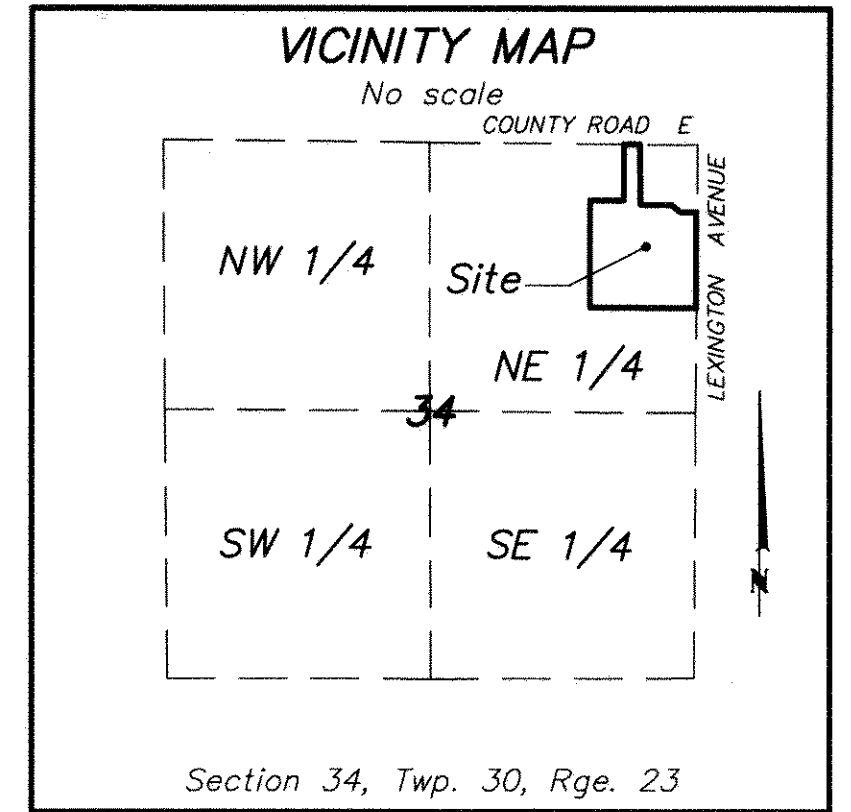 VICINITY MAP
No scale
COUNTY ROAD E
LEXINGTON AVENUE
NW 1/4
Site
NE 1/4
34
SW 1/4
SE 1/4
N
Section 34, Twp. 30, Rge. 23